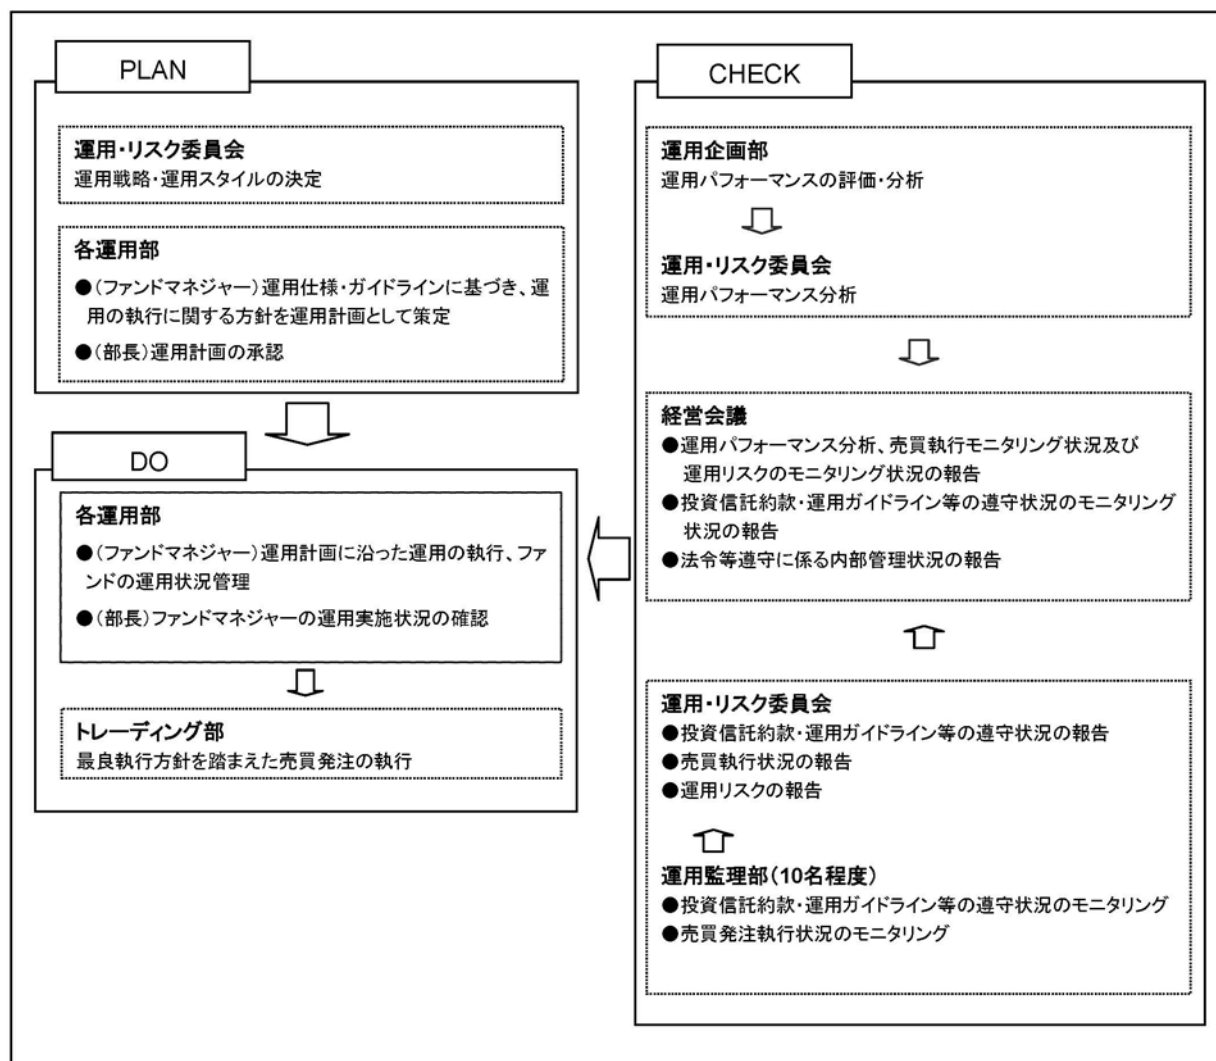 PLAN
運用・リスク委員会
運用戦略・運用スタイルの決定
各運用部
●(ファンドマネジャー)運用仕様・ガイドラインに基づき、運
用の執行に関する方針を運用計画として策定
●(部長)運用計画の承認
DO
各運用部
●(ファンドマネジャー)運用計画に沿った運用の執行、ファ
ンドの運用状況管理
●(部長)ファンドマネジャーの運用実施状況の確認
トレーディング部
最良執行方針を踏まえた売買発注の執行
CHECK
運用企画部
運用パフォーマンスの評価・分析
運用・リスク委員会
運用パフォーマンス分析
経営会議
●運用パフォーマンス分析、売買執行モニタリング状況及び
運用リスクのモニタリング状況の報告
●投資信託約款・運用ガイドライン等の遵守状況のモニタリング
状況の報告
●法令等遵守に係る内部管理状況の報告
運用・リスク委員会
●投資信託約款・運用ガイドライン等の遵守状況の報告
●売買執行状況の報告
●運用リスクの報告
運用監理部(10名程度)
●投資信託約款・運用ガイドライン等の遵守状況のモニタリング
●売買発注執行状況のモニタリング